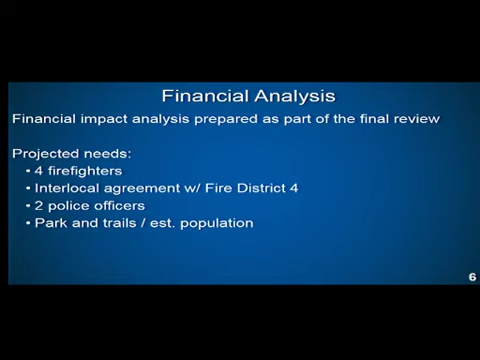 Financial Analysis
Financial impact analysis prepared as part of the final review
Projected needs:
• 4 firefighters
• Interlocal agreement w/ Fire District 4
• 2 police officers
• Park and trails / est. population
6